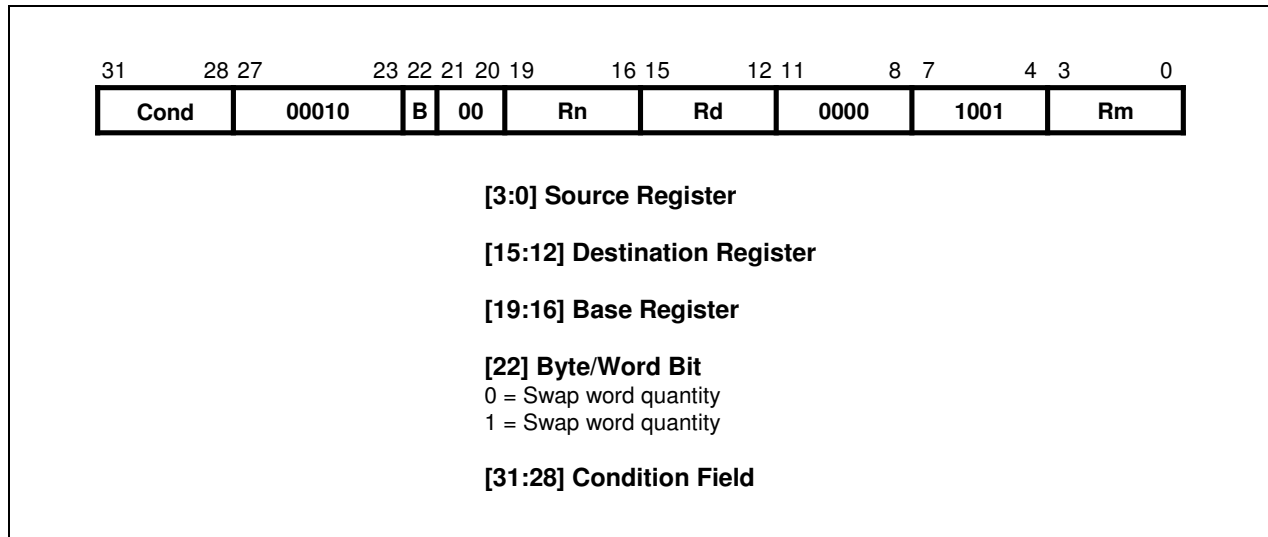 31 28 27 23 22 21 20 19 16 15 12 11 8 7 4 3 0
Cond 00010 B 00 Rn Rd 0000 1001 Rm
[3:0] Source Register
[15:12] Destination Register
[19:16] Base Register
[22] Byte/Word Bit
0 = Swap word quantity
1 = Swap word quantity
[31:28] Condition Field